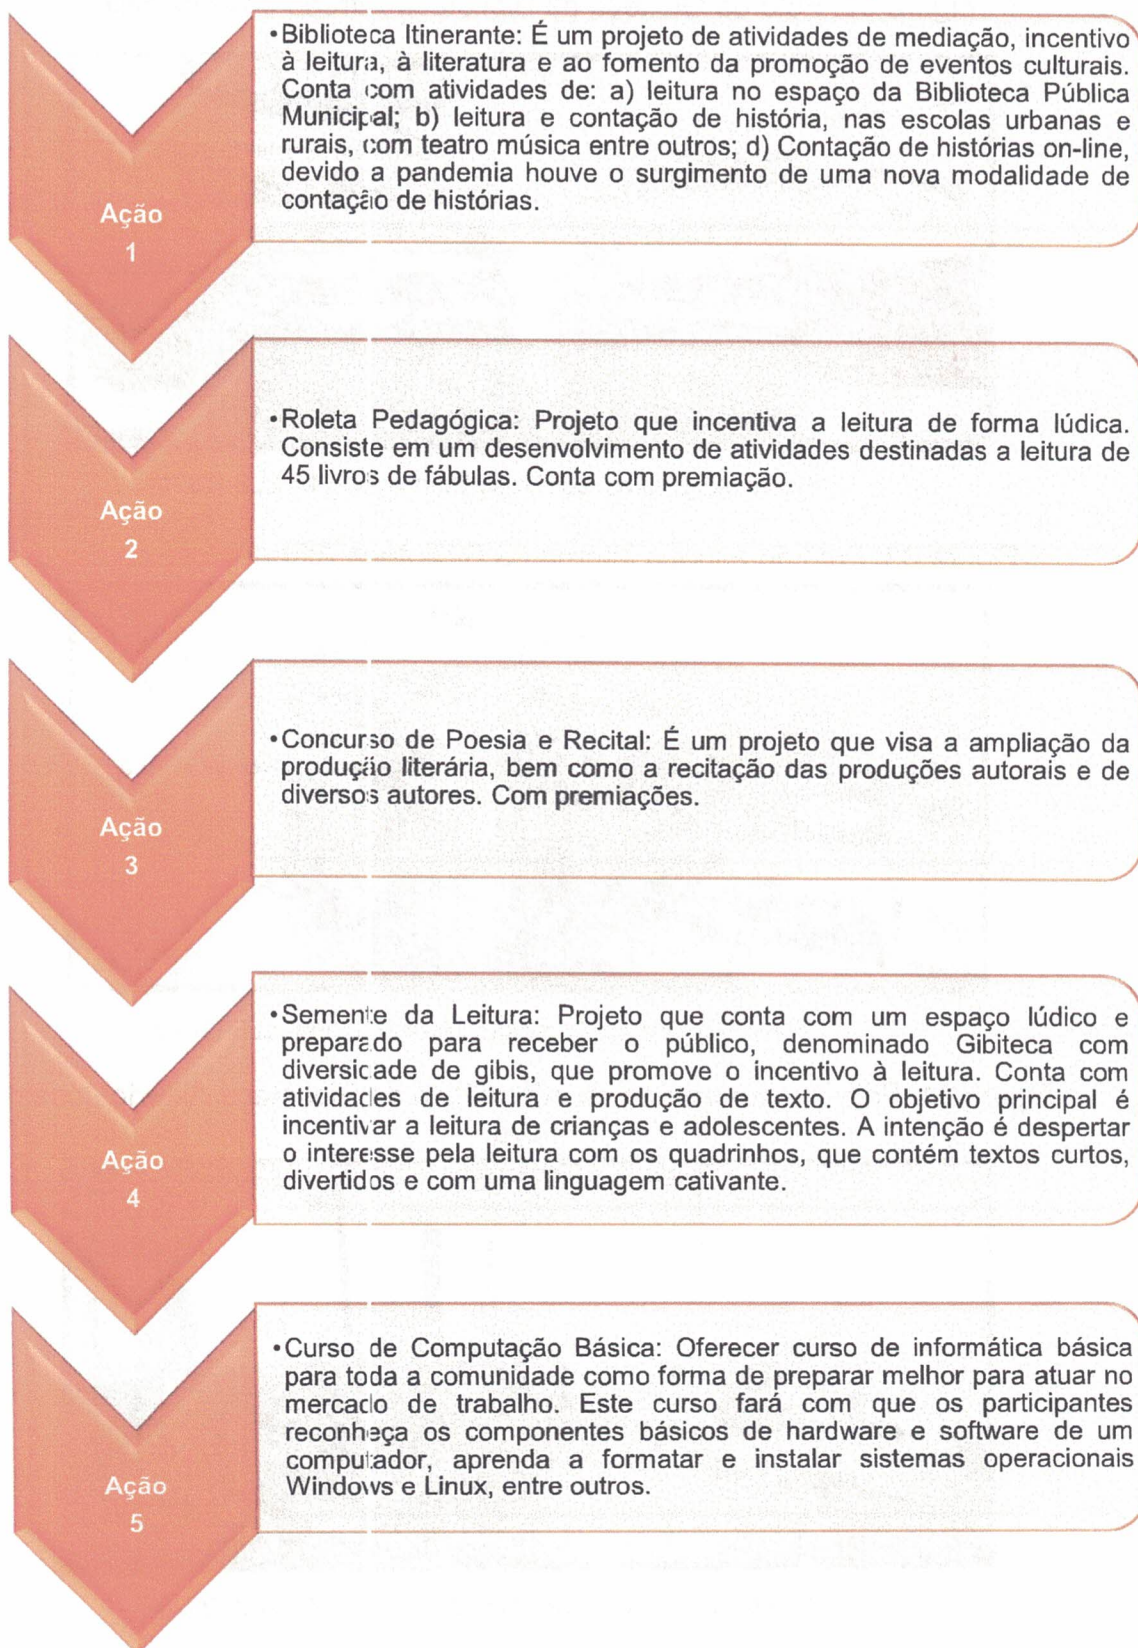 •Biblioteca Itinerante: É um projeto de atividades de mediação, incentivo
à leitura, à literatura e ao fomento da promoção de eventos culturais.
Conta com atividades de: a) leitura no espaço da Biblioteca Pública
Municipal; b) leitura e contação de história, nas escolas urbanas e
rurais, com teatro música entre outros; d) Contação de histórias on-line,
devido a pandemia houve o surgimento de uma nova modalidade de
contação de histórias.
Ação
1
•Roleta Pedagógica: Projeto que incentiva a leitura de forma lúdica.
Consiste em um desenvolvimento de atividades destinadas a leitura de
45 livros de fábulas. Conta com premiação.
Ação
2
•Concurso de Poesia e Recital: É um projeto que visa a ampliação da
produção literária, bem como a recitação das produções autorais e de
diversos autores. Com premiações.
Ação
3
•Semente da Leitura: Projeto que conta com um espaço lúdico e
preparado para receber o público, denominado Gibiteca com
diversidade de gibis, que promove o incentivo à leitura. Conta com
atividades de leitura e produção de texto. O objetivo principal é
incentivar a leitura de crianças e adolescentes. A intenção é despertar
o interesse pela leitura com os quadrinhos, que contém textos curtos,
divertidos e com uma linguagem cativante.
Ação
4
•Curso de Computação Básica: Oferecer curso de informática básica
para toda a comunidade como forma de preparar melhor para atuar no
mercado de trabalho. Este curso fará com que os participantes
reconheça os componentes básicos de hardware e software de um
computador, aprenda a formatar e instalar sistemas operacionais
Windows e Linux, entre outros.
Ação
5